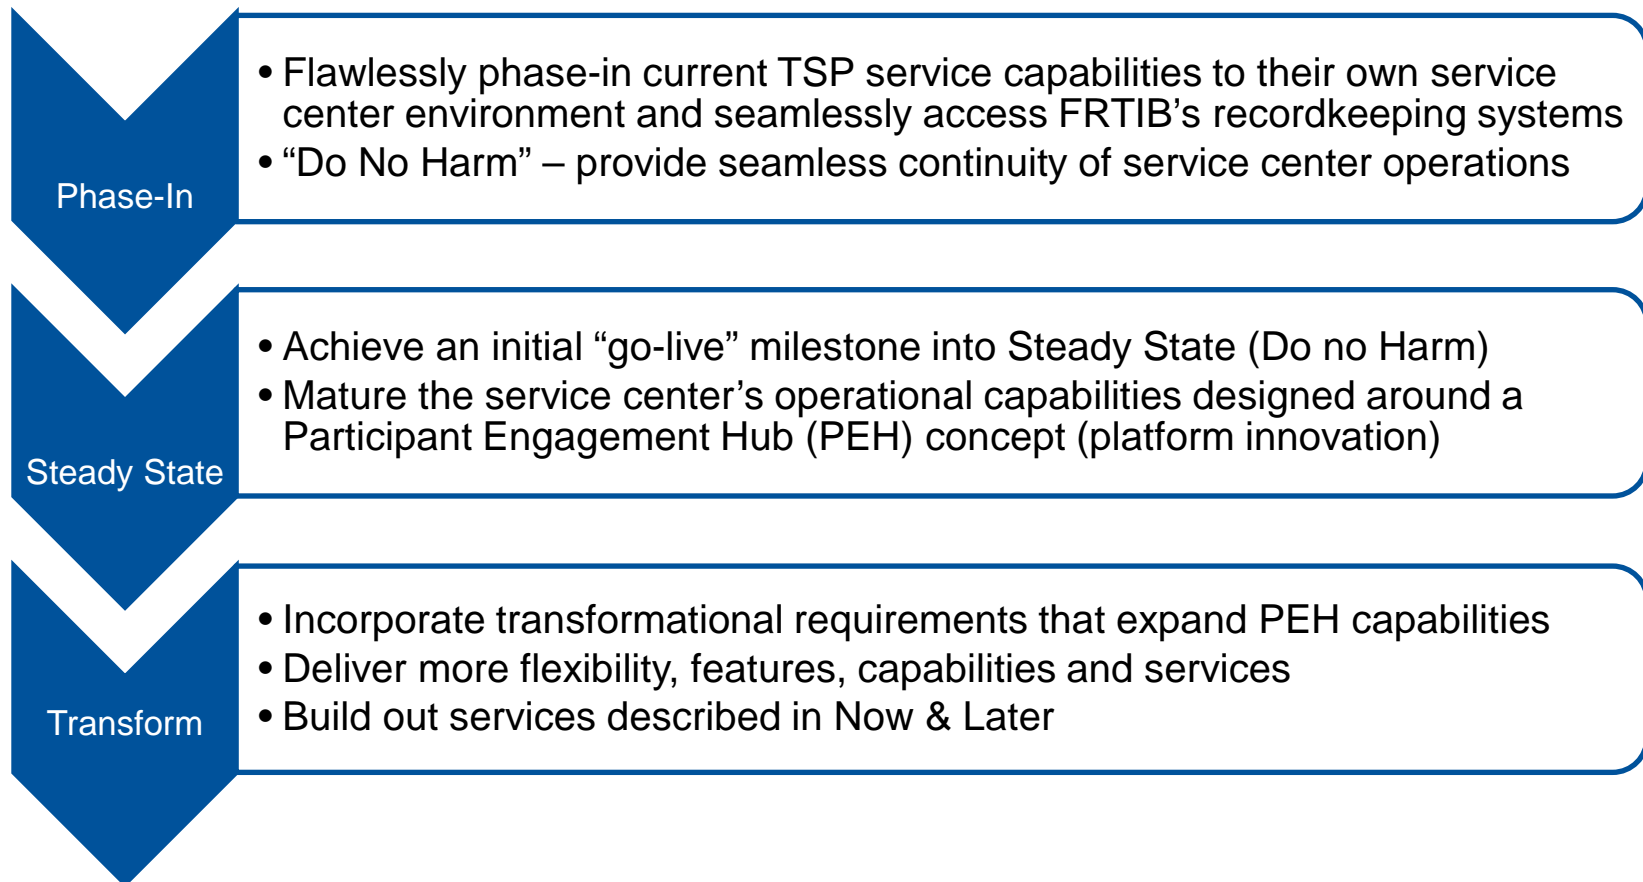 Phase-In
• Flawlessly phase-in current TSP service capabilities to their own service
center environment and seamlessly access FRTIB’s recordkeeping systems
• “Do No Harm” – provide seamless continuity of service center operations
Steady State
• Achieve an initial “go-live” milestone into Steady State (Do no Harm)
• Mature the service center’s operational capabilities designed around a
Participant Engagement Hub (PEH) concept (platform innovation)
Transform
• Incorporate transformational requirements that expand PEH capabilities
• Deliver more flexibility, features, capabilities and services
• Build out services described in Now & Later